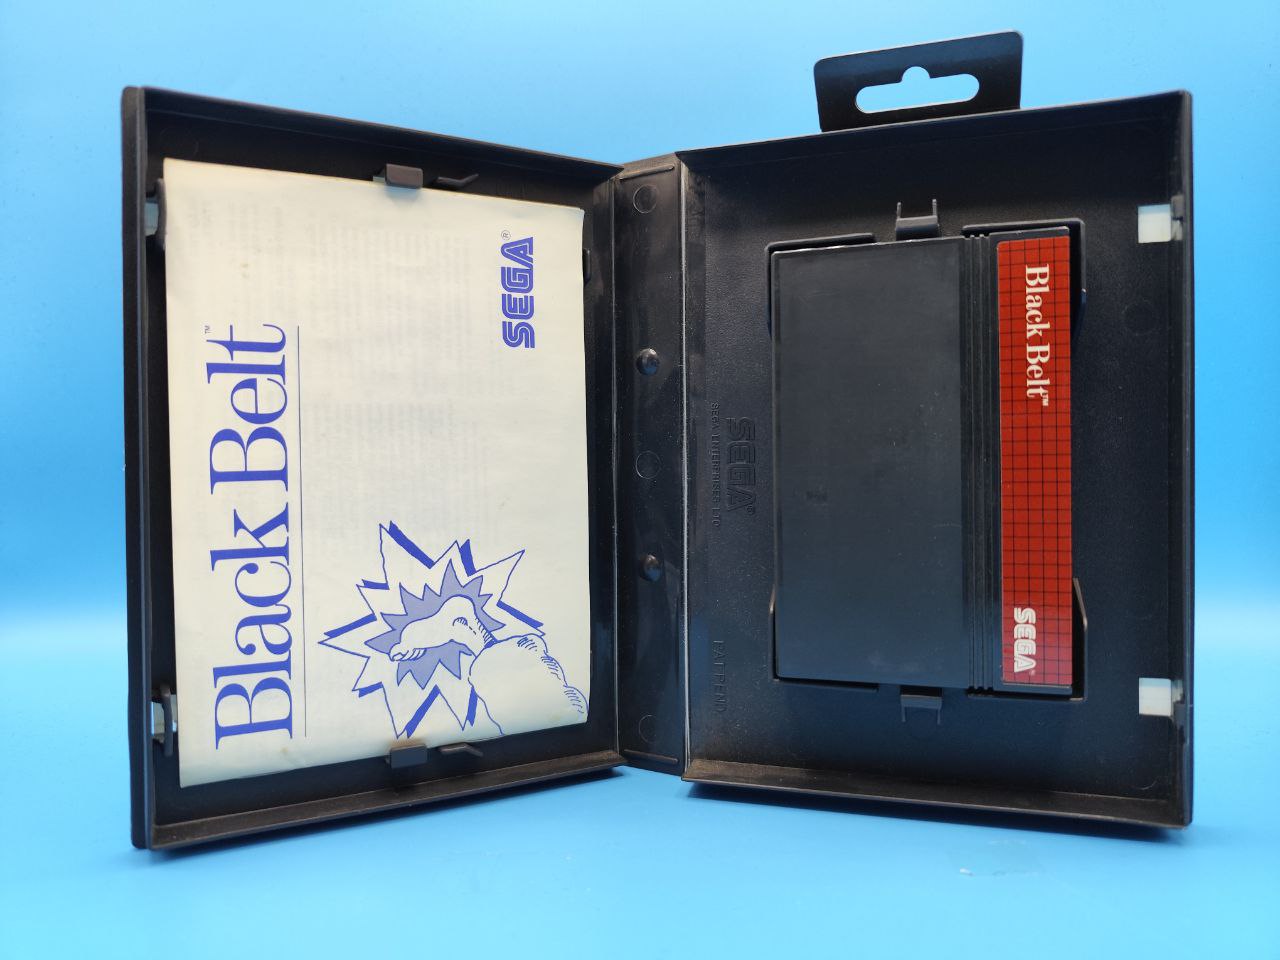 SEGA®
Black Belt™
SEGA®
SEGA ENTERPRISES LTD
PAT. PEND
Black Belt™
SEGA®